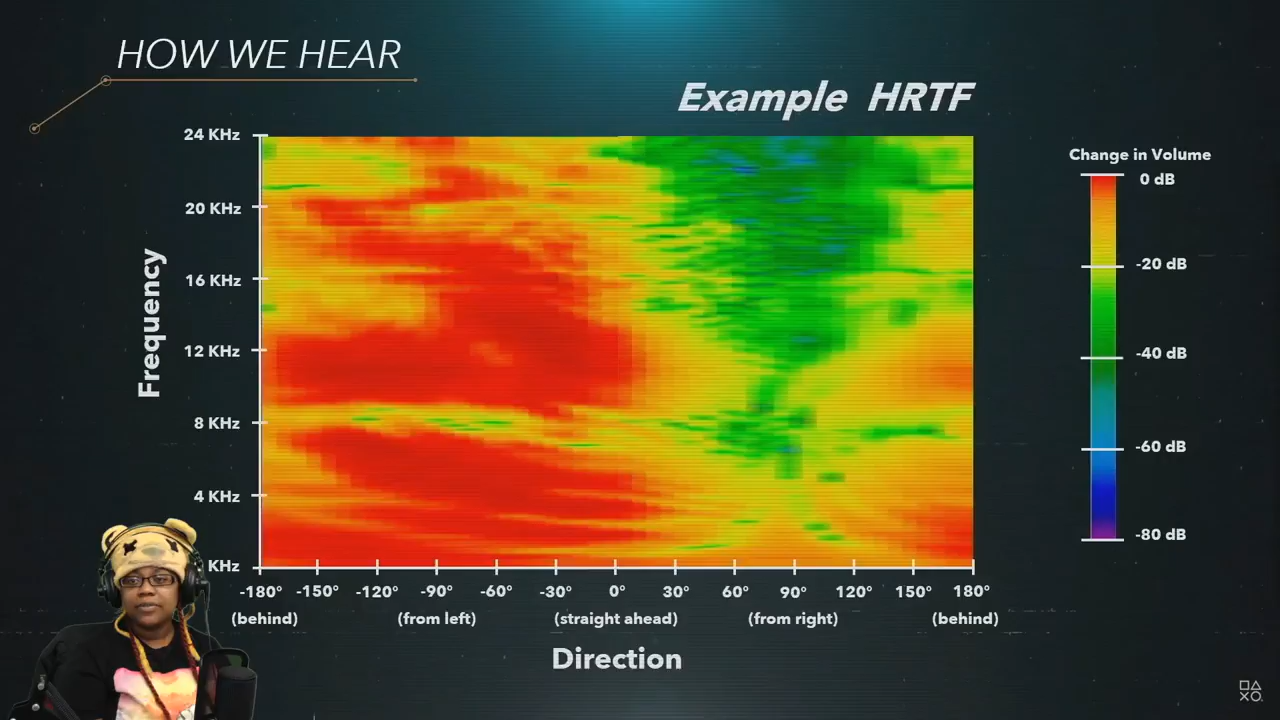 HOW WE HEAR
Example HRTF
Change in Volume
0 dB
-20 dB
-40 dB
-60 dB
-80 dB
Frequency
24 KHz
20 KHz
16 KHz
12 KHz
8 KHz
4 KHz
KHz
-180° -150° -120° -90° -60° -30° 0° 30° 60° 90° 120° 150° 180°
(behind) (from left) (straight ahead) (from right) (behind)
Direction